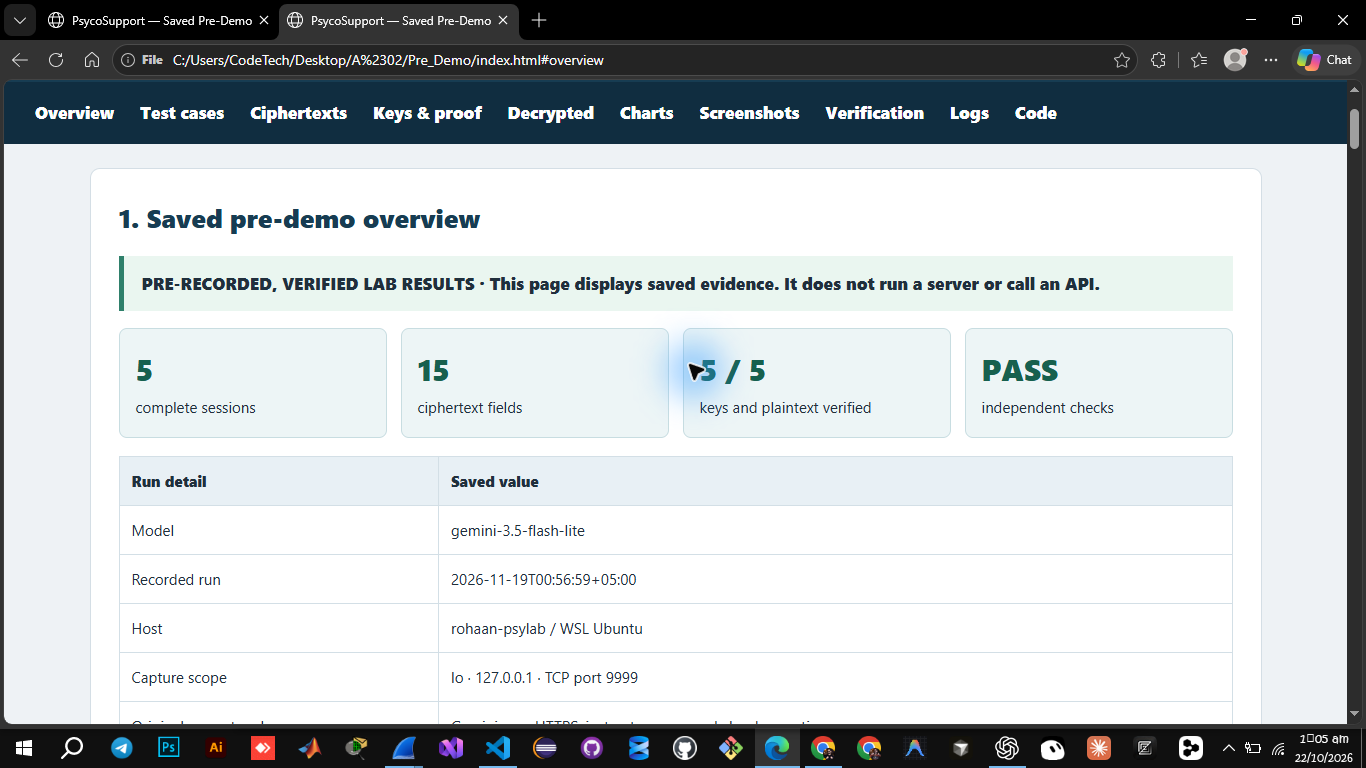 PsycoSupport — Saved Pre-Demo
PsycoSupport — Saved Pre-Demo
File C:/Users/CodeTech/Desktop/A%2302/Pre_Demo/index.html#overview
Chat
Overview Test cases Ciphertexts Keys & proof Decrypted Charts Screenshots Verification Logs Code
1. Saved pre-demo overview
PRE-RECORDED, VERIFIED LAB RESULTS · This page displays saved evidence. It does not run a server or call an API.
5
complete sessions
15
ciphertext fields
5 / 5
keys and plaintext verified
PASS
independent checks
Run detail Saved value
Model gemini-3.5-flash-lite
Recorded run 2026-11-19T00:56:59+05:00
Host rohaan-psylab / WSL Ubuntu
Capture scope lo · 127.0.0.1 · TCP port 9999
Ps
Ai
1▯05 am
22/10/2026